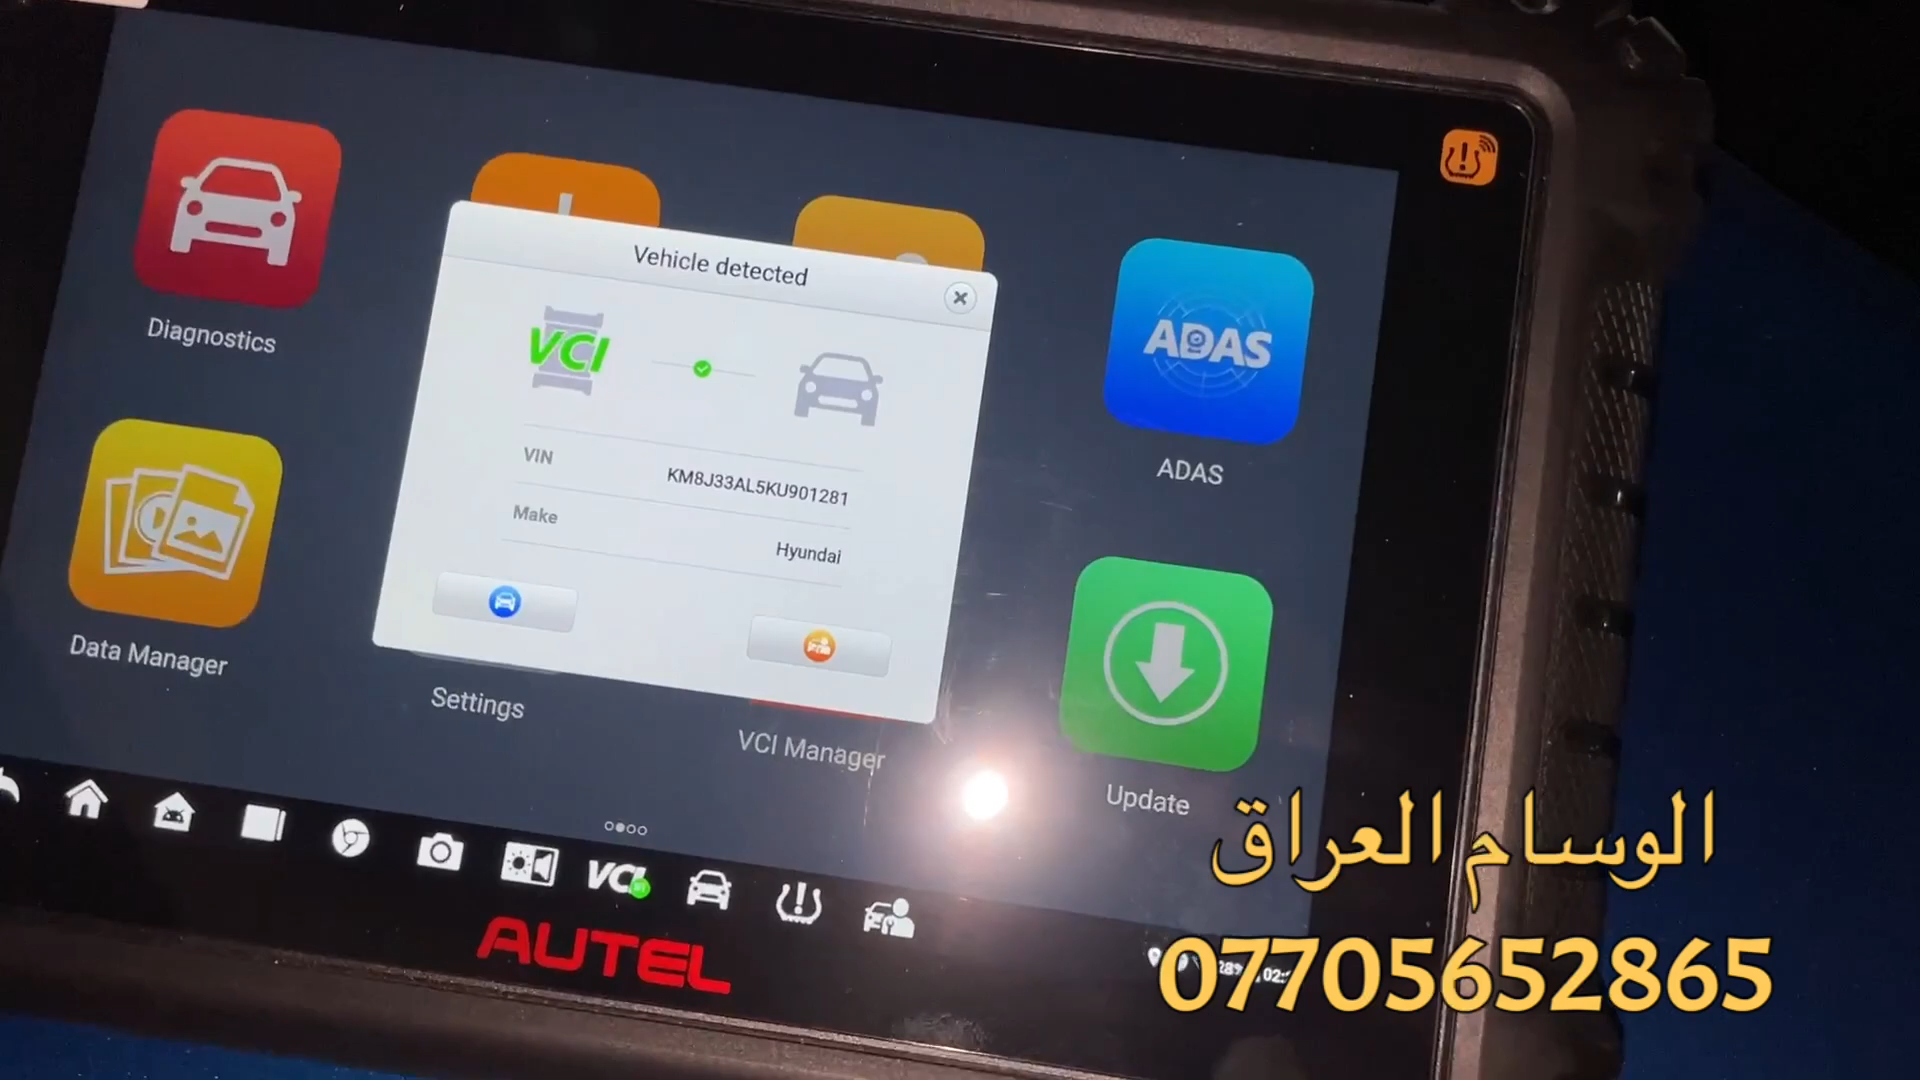 Vehicle detected
VCI
VIN
KM8J33AL5KU901281
Make
Hyundai
Diagnostics
ADAS
ADAS
Data Manager
Settings
VCI Manager
Update
VCI
AUTEL
28%
الوسام العراق
07705652865